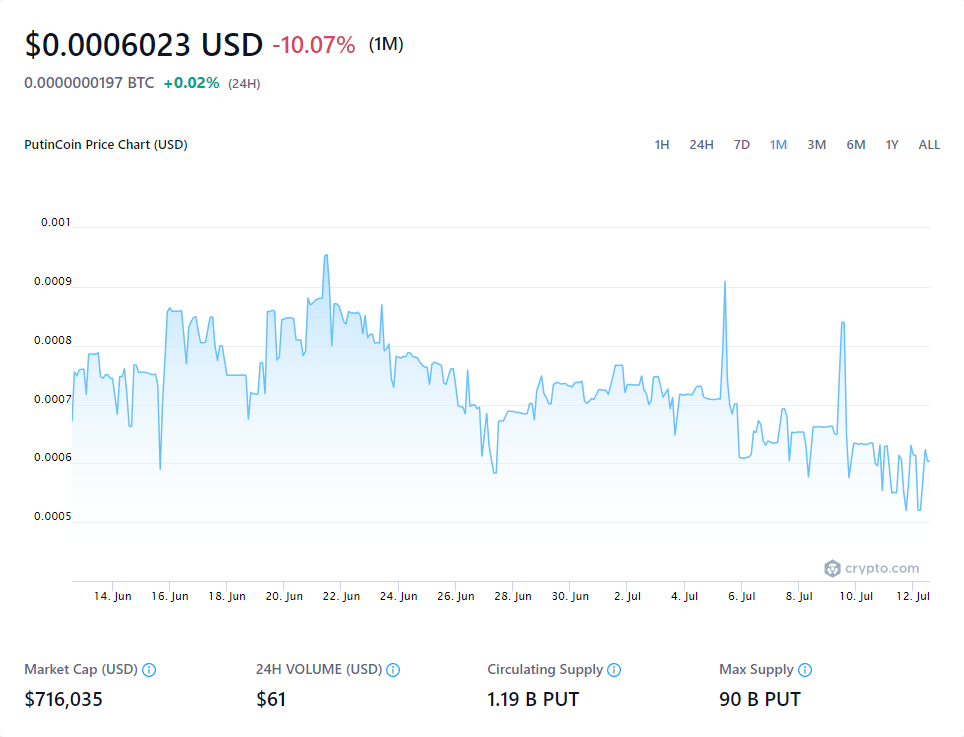 $0.0006023 USD -10.07% (1M)
0.0000000197 BTC +0.02% (24H)
PutinCoin Price Chart (USD) 1H 24H 7D 1M 3M 6M 1Y ALL
0.001
0.0009
0.0008
0.0007
0.0006
0.0005
crypto.com
14. Jun 16. Jun 18. Jun 20. Jun 22. Jun 24. Jun 26. Jun 28. Jun 30. Jun 2. Jul 4. Jul 6. Jul 8. Jul 10. Jul 12. Jul
Market Cap (USD) 24H VOLUME (USD) Circulating Supply Max Supply
$716,035 $61 1.19 B PUT 90 B PUT